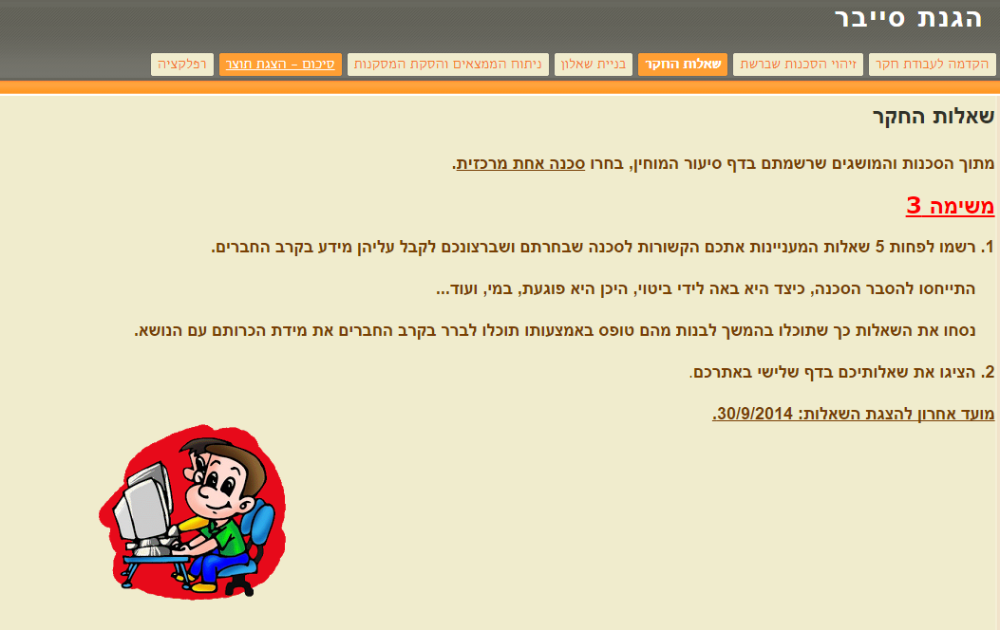 הגנת סייבר
הקדמה לעבודת חקר
זיהוי הסכנות שברשת
שאלות החקר
בניית שאלון
ניתוח הממצאים והסקת המסקנות
סיכום - הצגת תוצר
רפלקציה
שאלות החקר
מתוך הסכנות והמושגים שרשמתם בדף סיעור המוחין, בחרו סכנה אחת מרכזית.
משימה 3
1. רשמו לפחות 5 שאלות המעניינות אתכם הקשורות לסכנה שבחרתם ושברצונכם לקבל עליהן מידע בקרב החברים.
התייחסו להסבר הסכנה, כיצד היא באה לידי ביטוי, היכן היא פוגעת, במי, ועוד...
נסחו את השאלות כך שתוכלו בהמשך לבנות מהם טופס באמצעותו תוכלו לברר בקרב החברים את מידת הכרותם עם הנושא.
2. הציגו את שאלותיכם בדף שלישי באתרכם.
מועד אחרון להצגת השאלות: 30/9/2014.